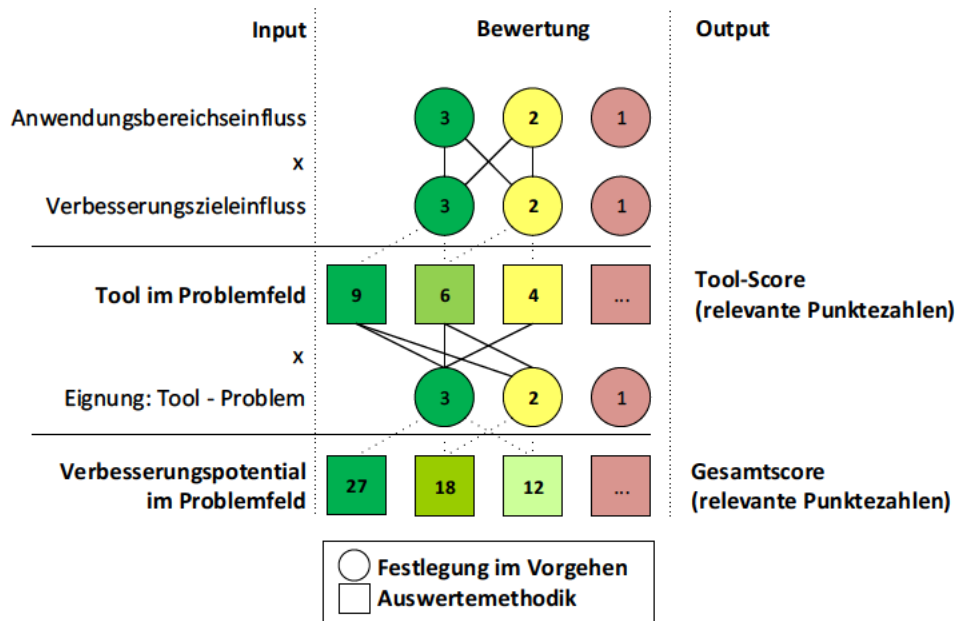 Input
Bewertung
Output
Anwendungsbereichseinfluss
3
2
1
x
Verbesserungszieleinfluss
3
2
1
Tool im Problemfeld
9
6
4
...
Tool-Score
(relevante Punktezahlen)
x
Eignung: Tool - Problem
3
2
1
Verbesserungspotential
im Problemfeld
27
18
12
...
Gesamtscore
(relevante Punktezahlen)
Festlegung im Vorgehen
Auswertemethodik